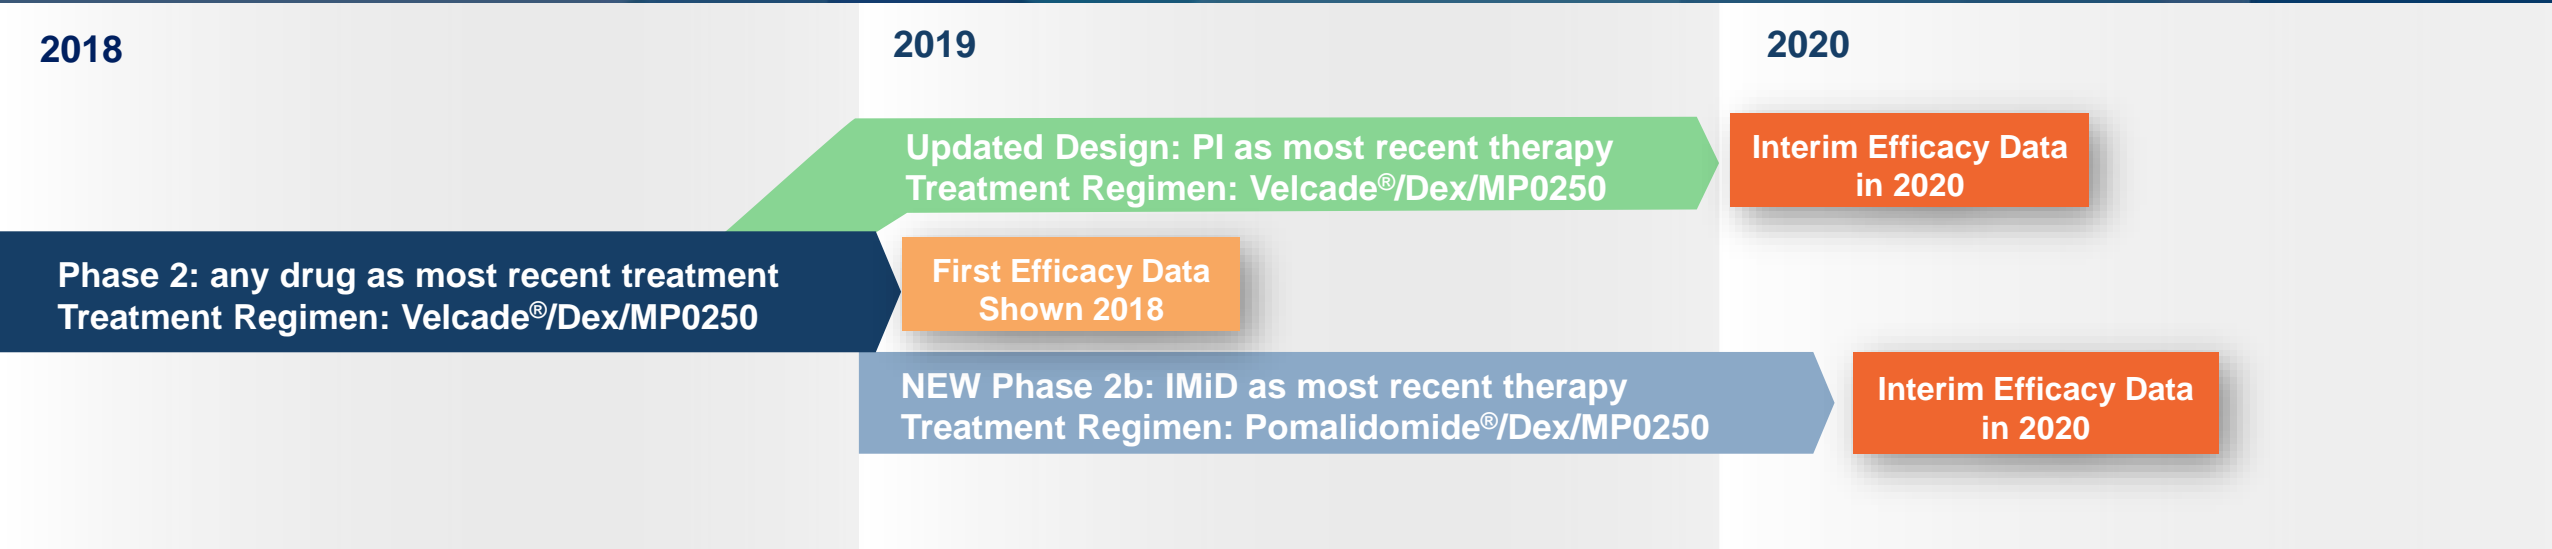 2018
2019
2020
Updated Design: PI as most recent therapy
Treatment Regimen: Velcade®/Dex/MP0250
Interim Efficacy Data
in 2020
Phase 2: any drug as most recent treatment
Treatment Regimen: Velcade®/Dex/MP0250
First Efficacy Data
Shown 2018
NEW Phase 2b: IMiD as most recent therapy
Treatment Regimen: Pomalidomide®/Dex/MP0250
Interim Efficacy Data
in 2020